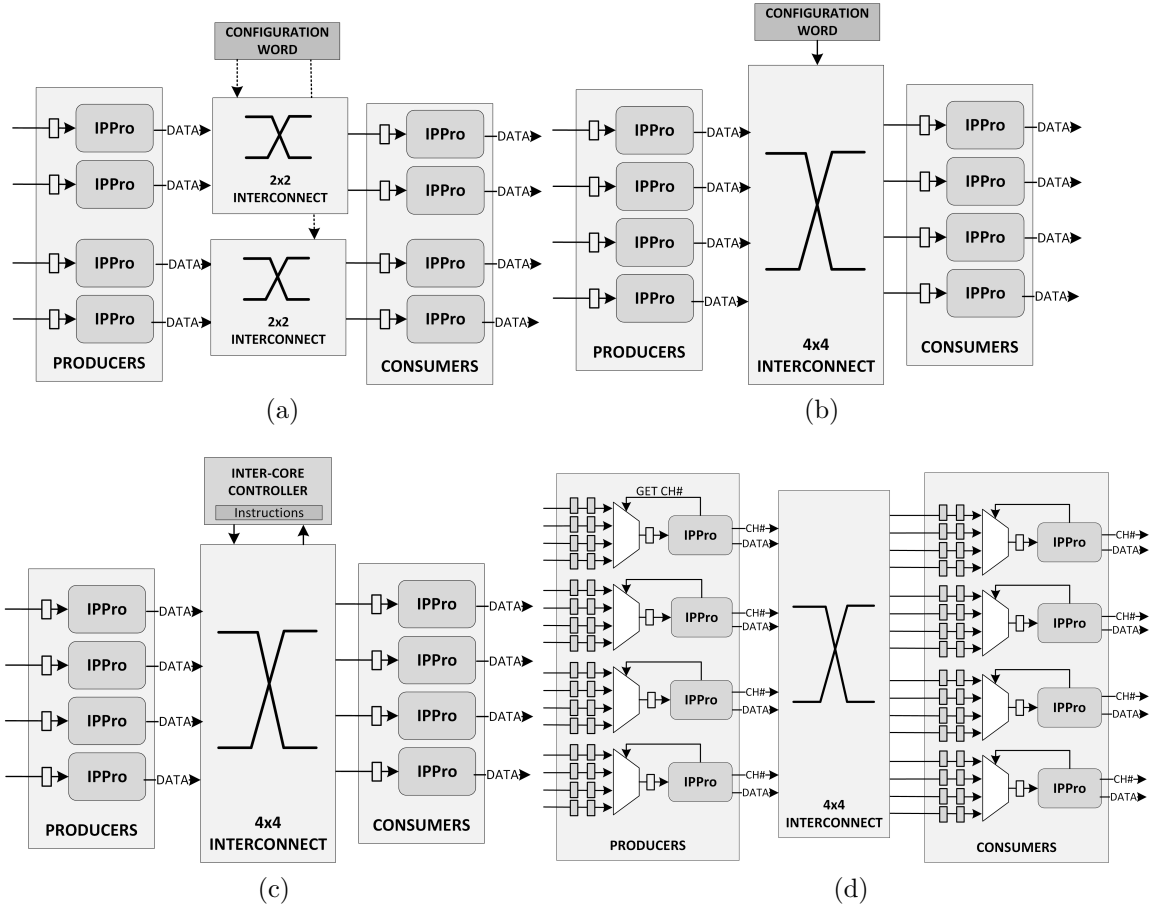 CONFIGURATION
WORD
IPPro
DATA
IPPro
DATA
IPPro
DATA
IPPro
DATA
PRODUCERS
2x2
INTERCONNECT
2x2
INTERCONNECT
IPPro
DATA
IPPro
DATA
IPPro
DATA
IPPro
DATA
CONSUMERS
(a)
CONFIGURATION
WORD
IPPro
DATA
IPPro
DATA
IPPro
DATA
IPPro
DATA
PRODUCERS
4x4
INTERCONNECT
IPPro
DATA
IPPro
DATA
IPPro
DATA
IPPro
DATA
CONSUMERS
(b)
INTER-CORE
CONTROLLER
Instructions
IPPro
DATA
IPPro
DATA
IPPro
DATA
IPPro
DATA
PRODUCERS
4x4
INTERCONNECT
IPPro
DATA
IPPro
DATA
IPPro
DATA
IPPro
DATA
CONSUMERS
(c)
GET CH#
IPPro
CH#
DATA
IPPro
CH#
DATA
IPPro
CH#
DATA
IPPro
CH#
DATA
PRODUCERS
4x4
INTERCONNECT
IPPro
CH#
DATA
IPPro
CH#
DATA
IPPro
CH#
DATA
IPPro
CH#
DATA
CONSUMERS
(d)